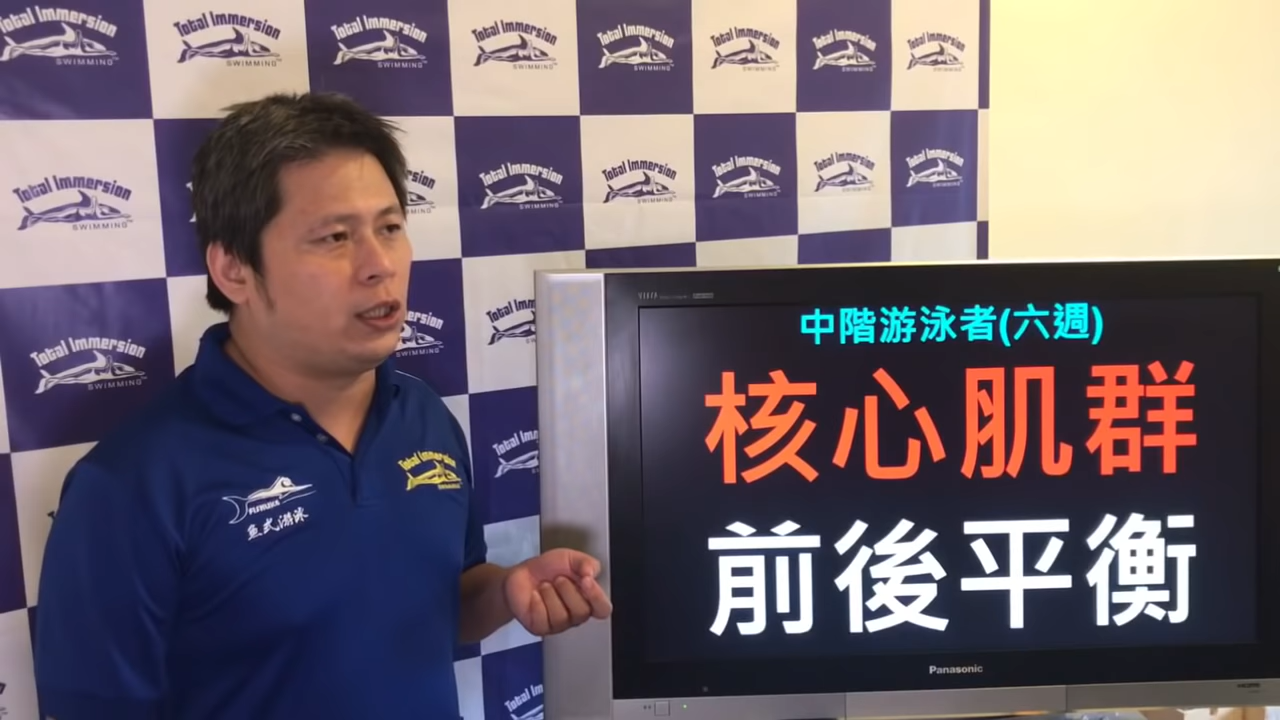 Total Immersion
SWIMMING
中階游泳者(六週)
核心肌群
前後平衡
魚式游泳
Total Immersion
Panasonic